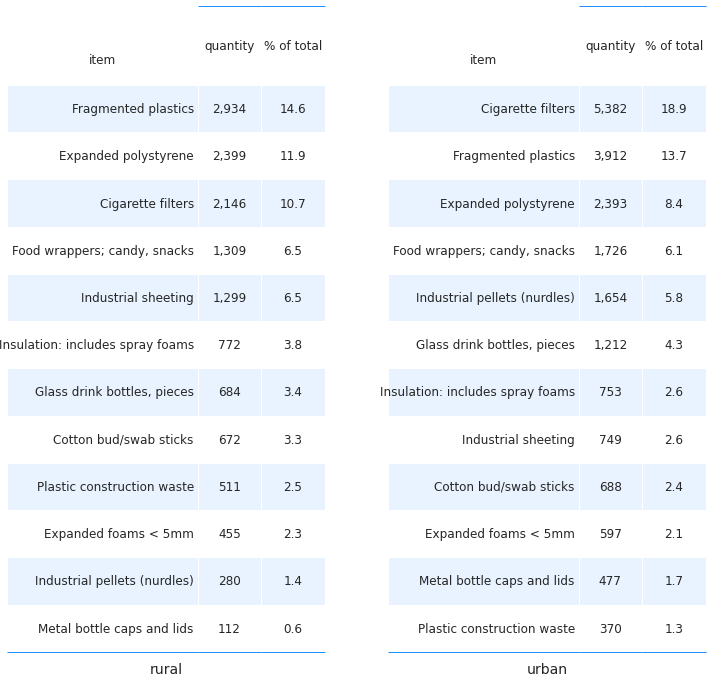 item quantity % of total
Fragmented plastics 2,934 14.6
Expanded polystyrene 2,399 11.9
Cigarette filters 2,146 10.7
Food wrappers; candy, snacks 1,309 6.5
Industrial sheeting 1,299 6.5
Insulation: includes spray foams 772 3.8
Glass drink bottles, pieces 684 3.4
Cotton bud/swab sticks 672 3.3
Plastic construction waste 511 2.5
Expanded foams < 5mm 455 2.3
Industrial pellets (nurdles) 280 1.4
Metal bottle caps and lids 112 0.6
rural
item quantity % of total
Cigarette filters 5,382 18.9
Fragmented plastics 3,912 13.7
Expanded polystyrene 2,393 8.4
Food wrappers; candy, snacks 1,726 6.1
Industrial pellets (nurdles) 1,654 5.8
Glass drink bottles, pieces 1,212 4.3
Insulation: includes spray foams 753 2.6
Industrial sheeting 749 2.6
Cotton bud/swab sticks 688 2.4
Expanded foams < 5mm 597 2.1
Metal bottle caps and lids 477 1.7
Plastic construction waste 370 1.3
urban